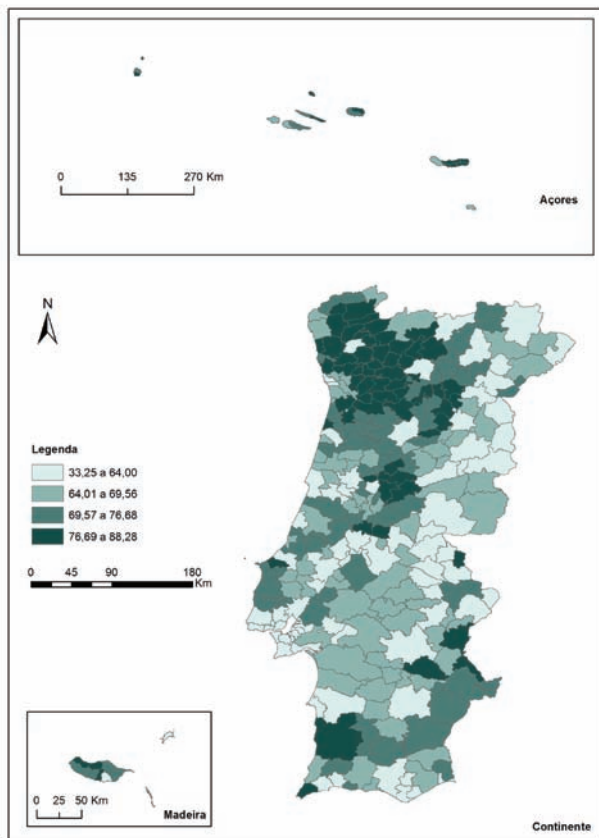 0 135 270 Km
Açores
N
Legenda
33,25 a 64,00
64,01 a 69,56
69,57 a 76,68
76,69 a 88,28
0 45 90 180
Km
0 25 50 Km
Madeira
Continente